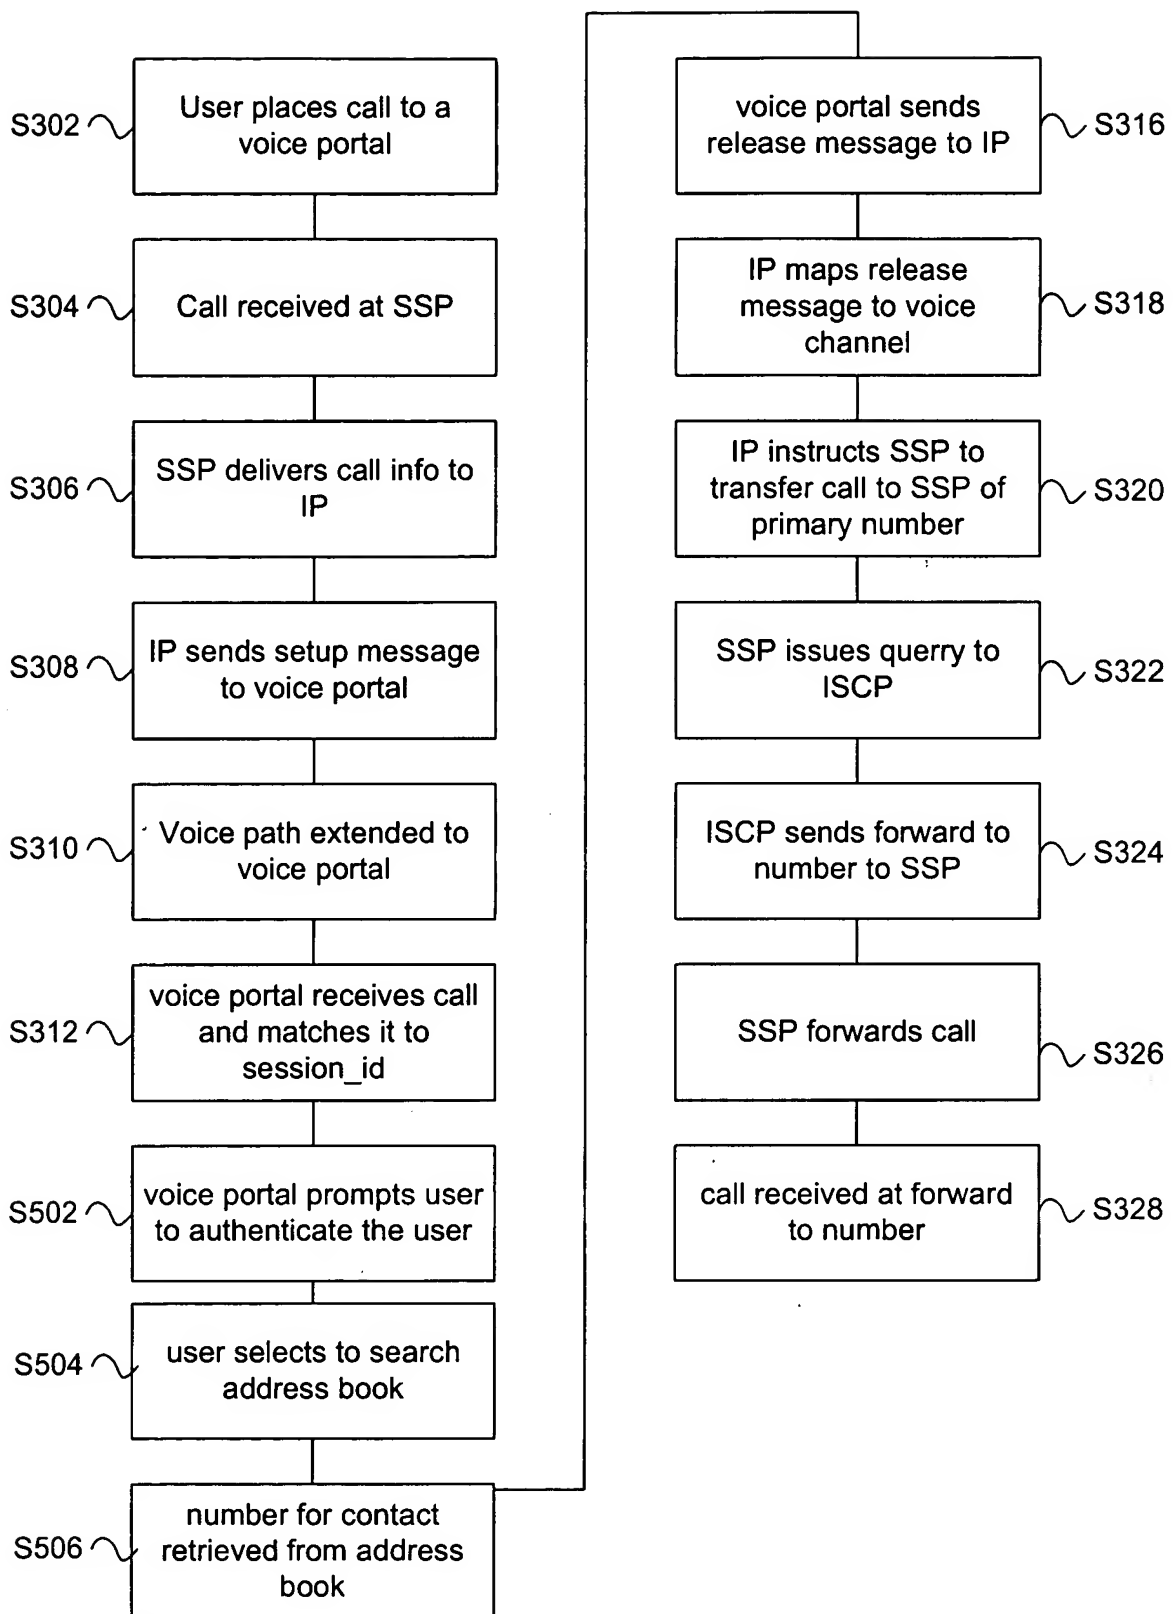 S302
User places call to a
voice portal
S304
Call received at SSP
S306
SSP delivers call info to
IP
S308
IP sends setup message
to voice portal
S310
Voice path extended to
voice portal
S312
voice portal receives call
and matches it to
session_id
S502
voice portal prompts user
to authenticate the user
S504
user selects to search
address book
S506
number for contact
retrieved from address
book
voice portal sends
release message to IP
S316
IP maps release
message to voice
channel
S318
IP instructs SSP to
transfer call to SSP of
primary number
S320
SSP issues querry to
ISCP
S322
ISCP sends forward to
number to SSP
S324
SSP forwards call
S326
call received at forward
to number
S328